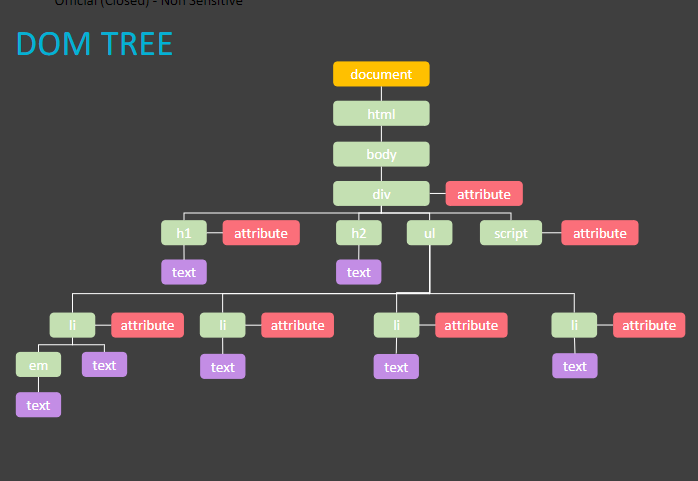 Official (Closed) - Non Sensitive
DOM TREE
document
html
body
div attribute
h1 attribute h2 ul script attribute
text text
li attribute li attribute li attribute li attribute
em text text text text
text